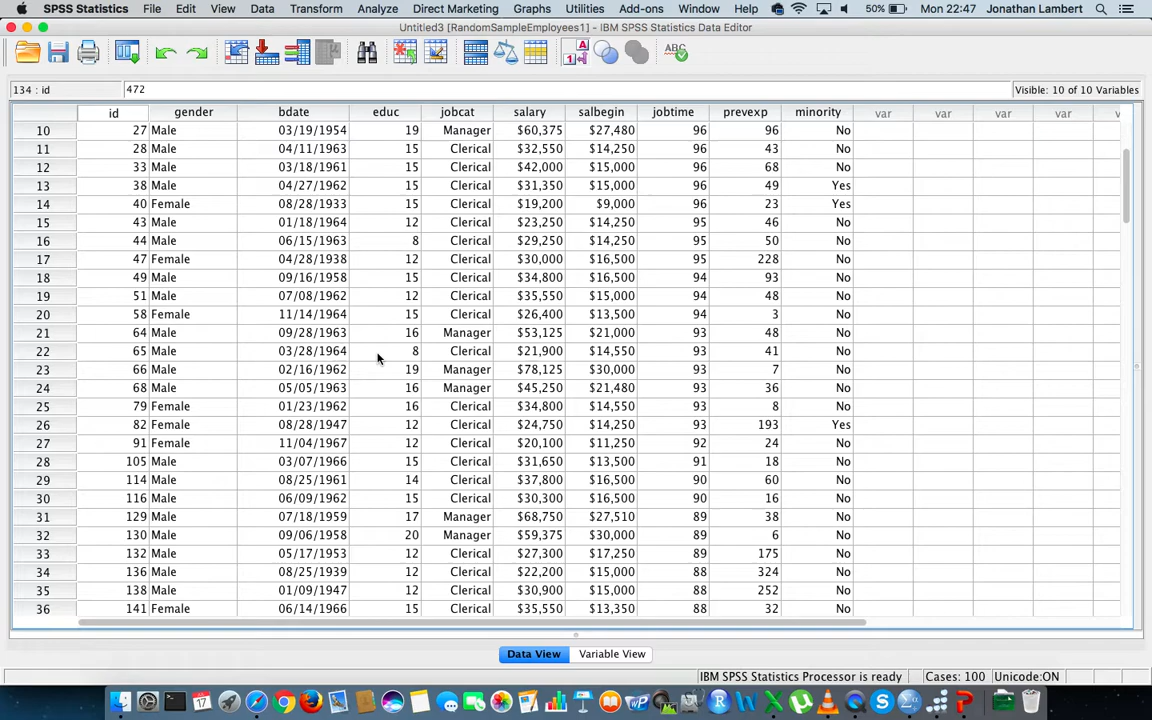 SPSS Statistics File Edit View Data Transform Analyze Direct Marketing Graphs Utilities Add-ons Window Help 50% Mon 22:47 Jonathan Lambert
Untitled3 [RandomSampleEmployees1] - IBM SPSS Statistics Data Editor
134 : id 472 Visible: 10 of 10 Variables
id gender bdate educ jobcat salary salbegin jobtime prevexp minority var var var var
10 27 Male 03/19/1954 19 Manager $60,375 $27,480 96 96 No
11 28 Male 04/11/1963 15 Clerical $32,550 $14,250 96 43 No
12 33 Male 03/18/1961 15 Clerical $42,000 $15,000 96 68 No
13 38 Male 04/27/1962 15 Clerical $31,350 $15,000 96 49 Yes
14 40 Female 08/28/1933 15 Clerical $19,200 $9,000 96 23 Yes
15 43 Male 01/18/1964 12 Clerical $23,250 $14,250 95 46 No
16 44 Male 06/15/1963 8 Clerical $29,250 $14,250 95 50 No
17 47 Female 04/28/1938 12 Clerical $30,000 $16,500 95 228 No
18 49 Male 09/16/1958 15 Clerical $34,800 $16,500 94 93 No
19 51 Male 07/08/1962 12 Clerical $35,550 $15,000 94 48 No
20 58 Female 11/14/1964 15 Clerical $26,400 $13,500 94 3 No
21 64 Male 09/28/1963 16 Manager $53,125 $21,000 93 48 No
22 65 Male 03/28/1964 8 Clerical $21,900 $14,550 93 41 No
23 66 Male 02/16/1962 19 Manager $78,125 $30,000 93 7 No
24 68 Male 05/05/1963 16 Manager $45,250 $21,480 93 36 No
25 79 Female 01/23/1962 16 Clerical $34,800 $14,550 93 8 No
26 82 Female 08/28/1947 12 Clerical $24,750 $14,250 93 193 Yes
27 91 Female 11/04/1967 12 Clerical $20,100 $11,250 92 24 No
28 105 Male 03/07/1966 15 Clerical $31,650 $13,500 91 18 No
29 114 Male 08/25/1961 14 Clerical $37,800 $16,500 90 60 No
30 116 Male 06/09/1962 15 Clerical $30,300 $16,500 90 16 No
31 129 Male 07/18/1959 17 Manager $68,750 $27,510 89 38 No
32 130 Male 09/06/1958 20 Manager $59,375 $30,000 89 6 No
33 132 Male 05/17/1953 12 Clerical $27,300 $17,250 89 175 No
34 136 Male 08/25/1939 12 Clerical $22,200 $15,000 88 324 No
35 138 Male 01/09/1947 12 Clerical $30,900 $15,000 88 252 No
36 141 Female 06/14/1966 15 Clerical $35,550 $13,350 88 32 No
Data View Variable View
IBM SPSS Statistics Processor is ready Cases: 100 Unicode:ON